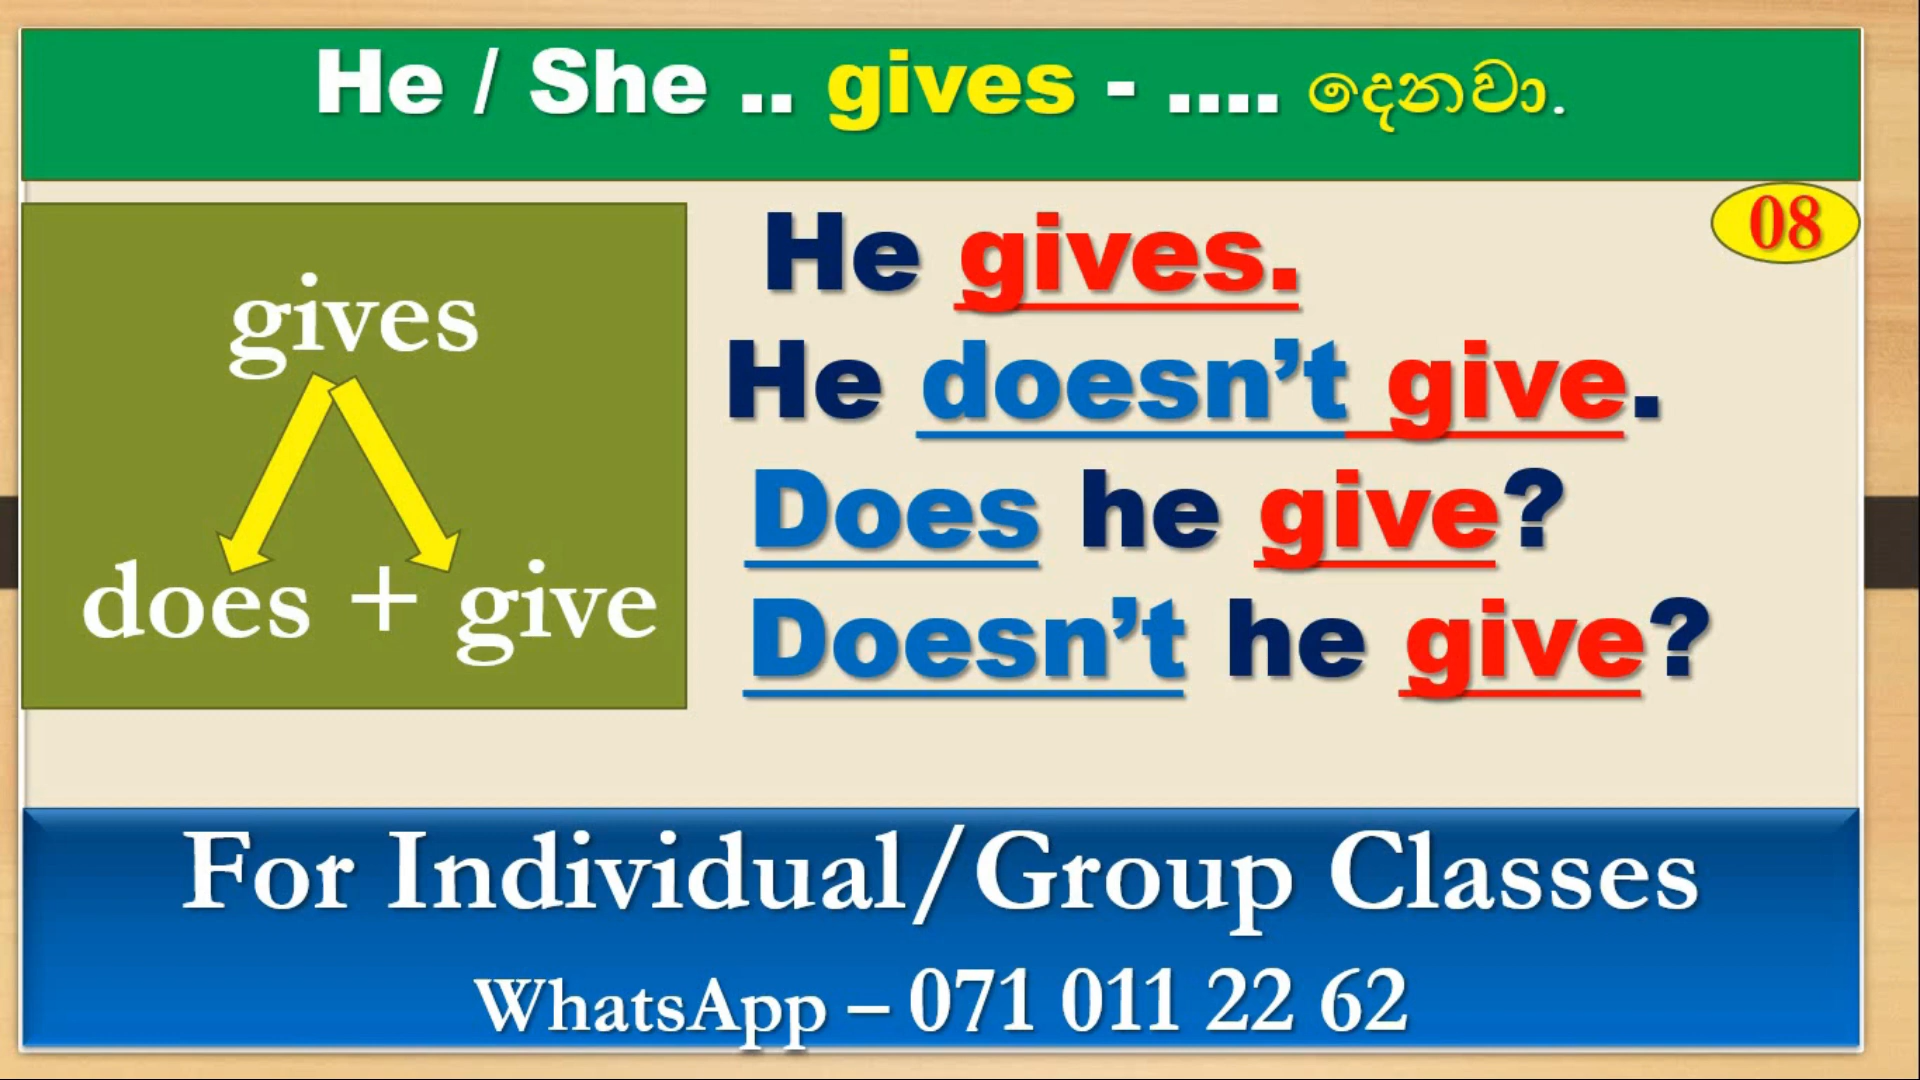 He / She .. gives - .... දෙනවා.
08
gives
does + give
He gives.
He doesn’t give.
Does he give?
Doesn’t he give?
For Individual/Group Classes
WhatsApp – 071 011 22 62